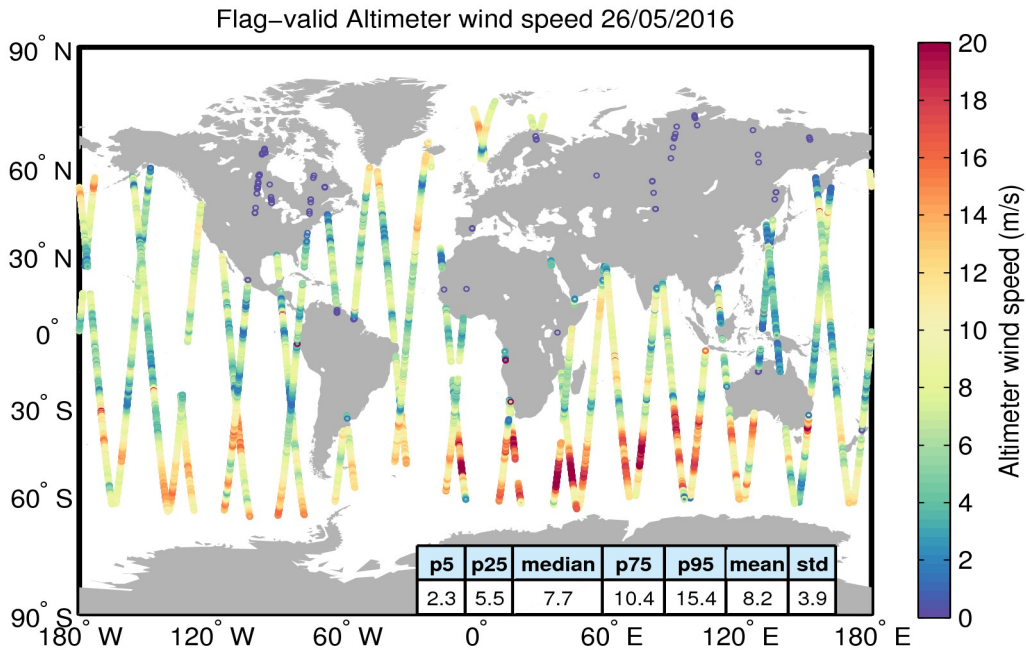 Flag−valid Altimeter wind speed 26/05/2016
90° N
60° N
30° N
0°
30° S
60° S
90° S
180° W 120° W 60° W 0° 60° E 120° E 180° E
p5 p25 median p75 p95 mean std
2.3 5.5 7.7 10.4 15.4 8.2 3.9
20
18
16
14
12
10
8
6
4
2
0
Altimeter wind speed (m/s)